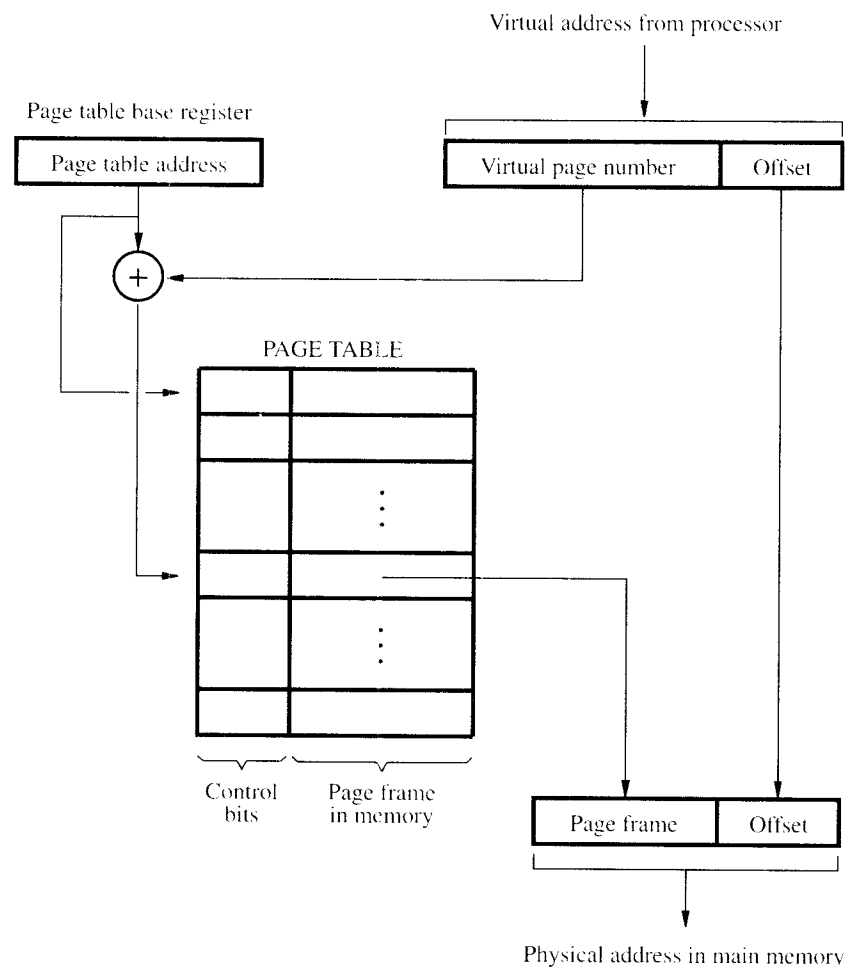 Virtual address from processor
Page table base register
Page table address
Virtual page number
Offset
+
PAGE TABLE
Control
bits
Page frame
in memory
Page frame
Offset
Physical address in main memory